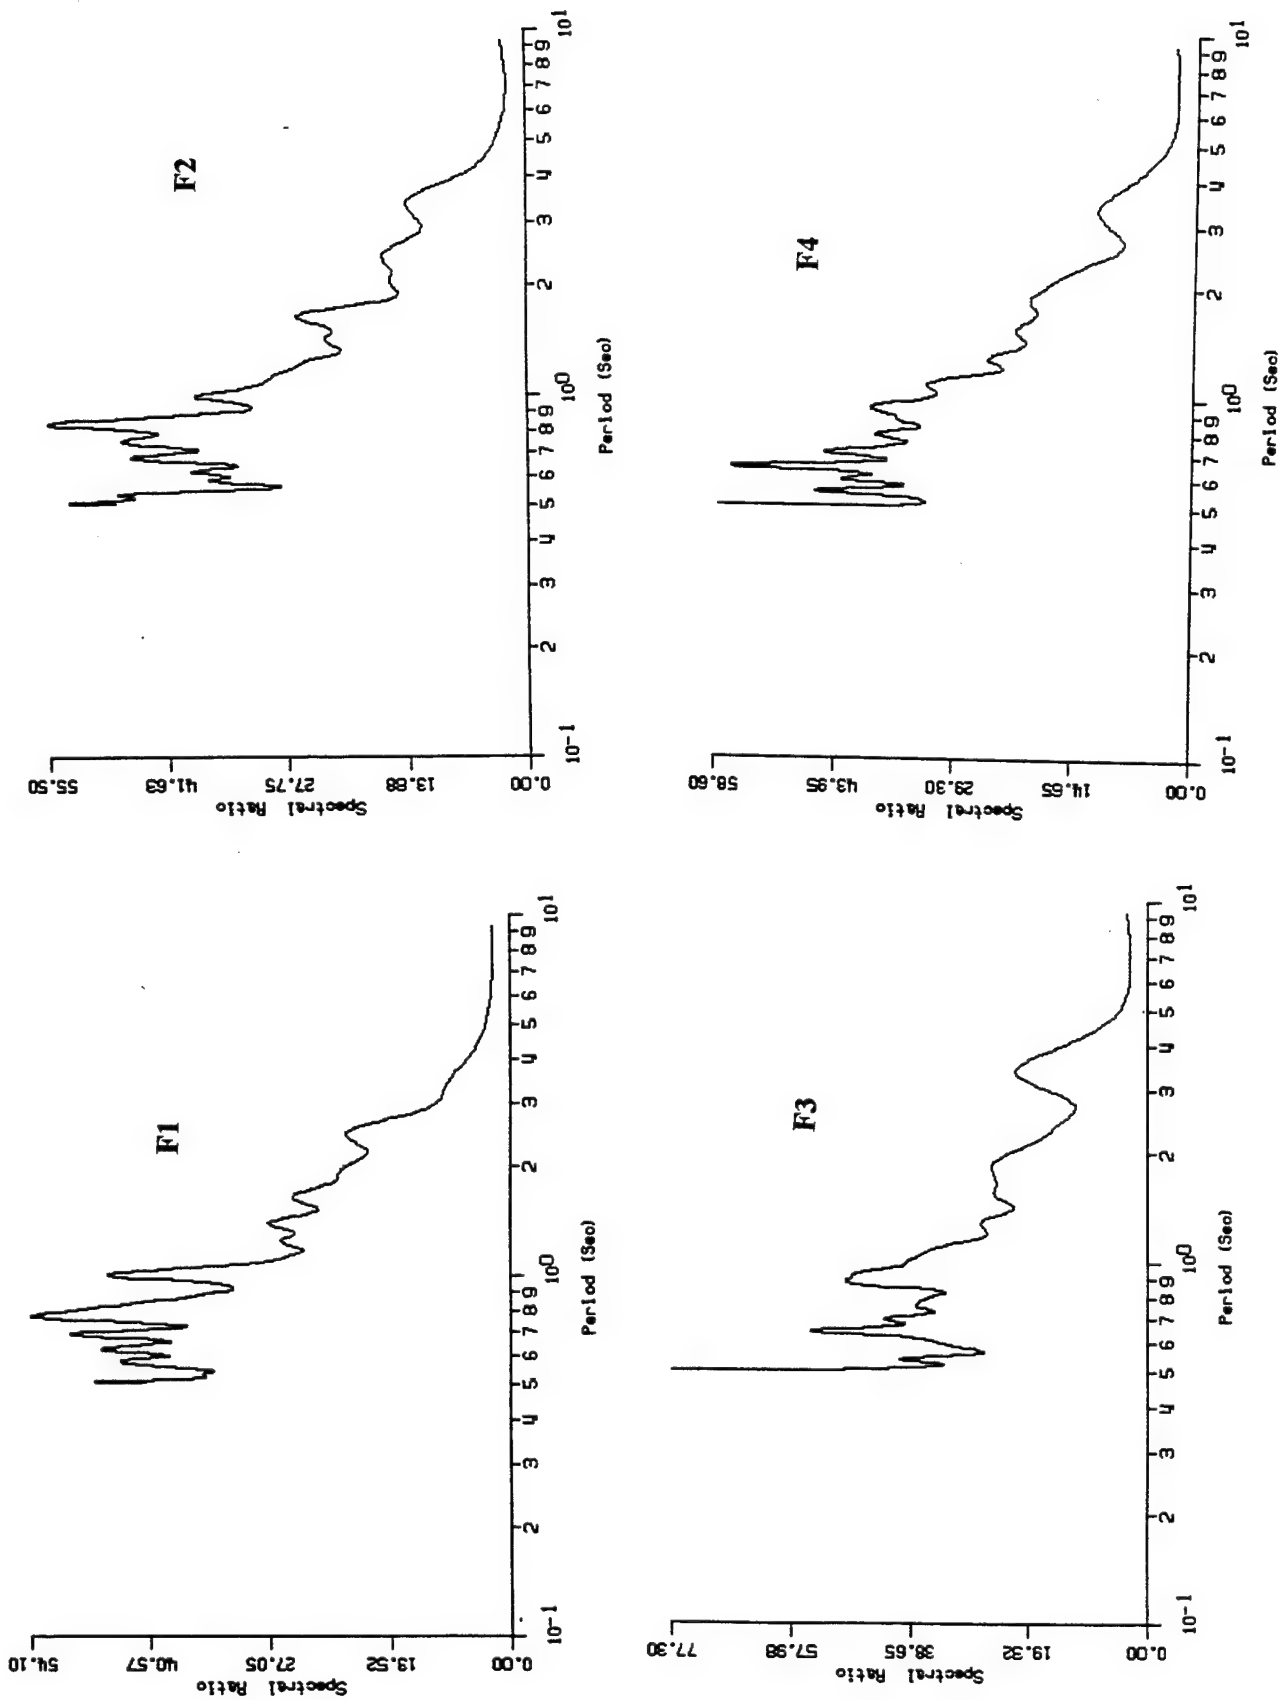 F1
54.10
40.57
27.05
13.52
0.00
Spectral Ratio
10-1 2 3 4 5 6 7 8 9 100 2 3 4 5 6 7 8 9 101
Period (Sec)
F2
55.50
41.63
27.75
13.88
0.00
Spectral Ratio
10-1 2 3 4 5 6 7 8 9 100 2 3 4 5 6 7 8 9 101
Period (Sec)
F3
77.30
57.98
38.65
19.32
0.00
Spectral Ratio
10-1 2 3 4 5 6 7 8 9 100 2 3 4 5 6 7 8 9 101
Period (Sec)
F4
58.60
43.95
29.30
14.65
0.00
Spectral Ratio
10-1 2 3 4 5 6 7 8 9 100 2 3 4 5 6 7 8 9 101
Period (Sec)